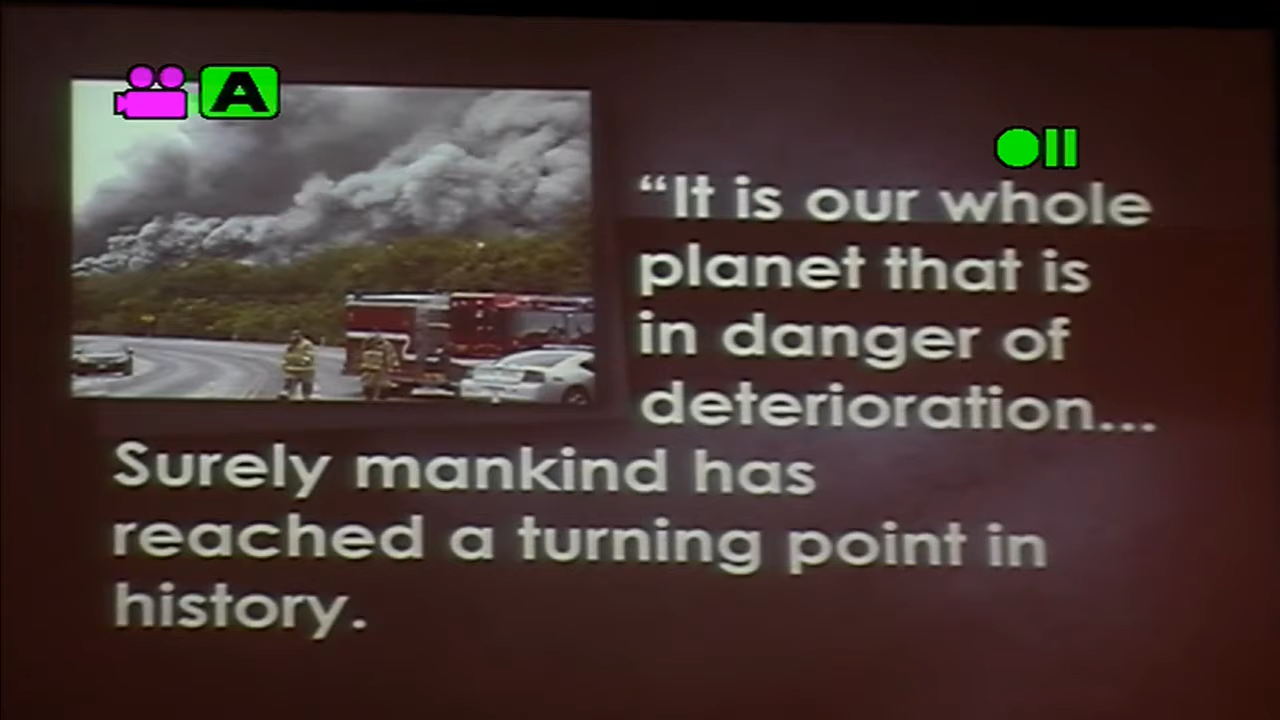 A
“It is our whole
planet that is
in danger of
deterioration...
Surely mankind has
reached a turning point in
history.